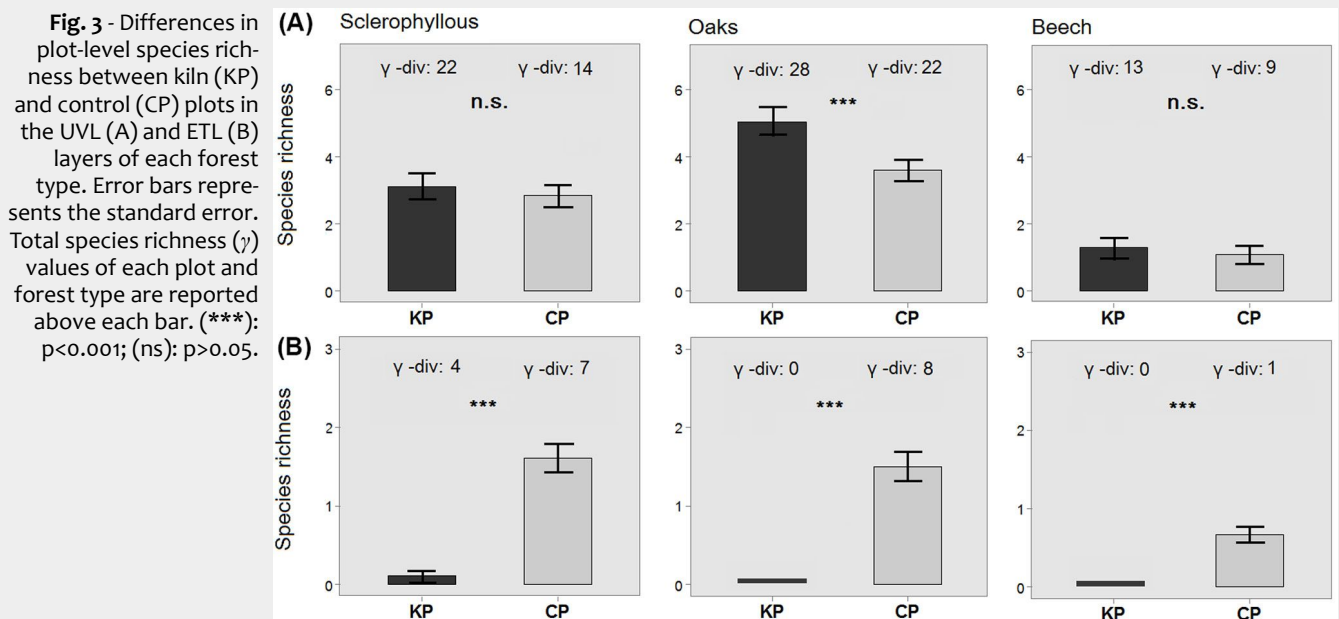 Fig. 3 - Differences in
plot-level species rich-
ness between kiln (KP)
and control (CP) plots in
the UVL (A) and ETL (B)
layers of each forest
type. Error bars repre-
sents the standard error.
Total species richness (γ)
values of each plot and
forest type are reported
above each bar. (***):
p<0.001; (ns): p>0.05.
(A)
Sclerophyllous
Oaks
Beech
Species richness
6
4
2
0
γ -div: 22 γ -div: 14
n.s.
KP CP
6
4
2
0
γ -div: 28 γ -div: 22
***
KP CP
6
4
2
0
γ -div: 13 γ -div: 9
n.s.
KP CP
(B)
Species richness
3
2
1
0
γ -div: 4 γ -div: 7
***
KP CP
3
2
1
0
γ -div: 0 γ -div: 8
***
KP CP
3
2
1
0
γ -div: 0 γ -div: 1
***
KP CP